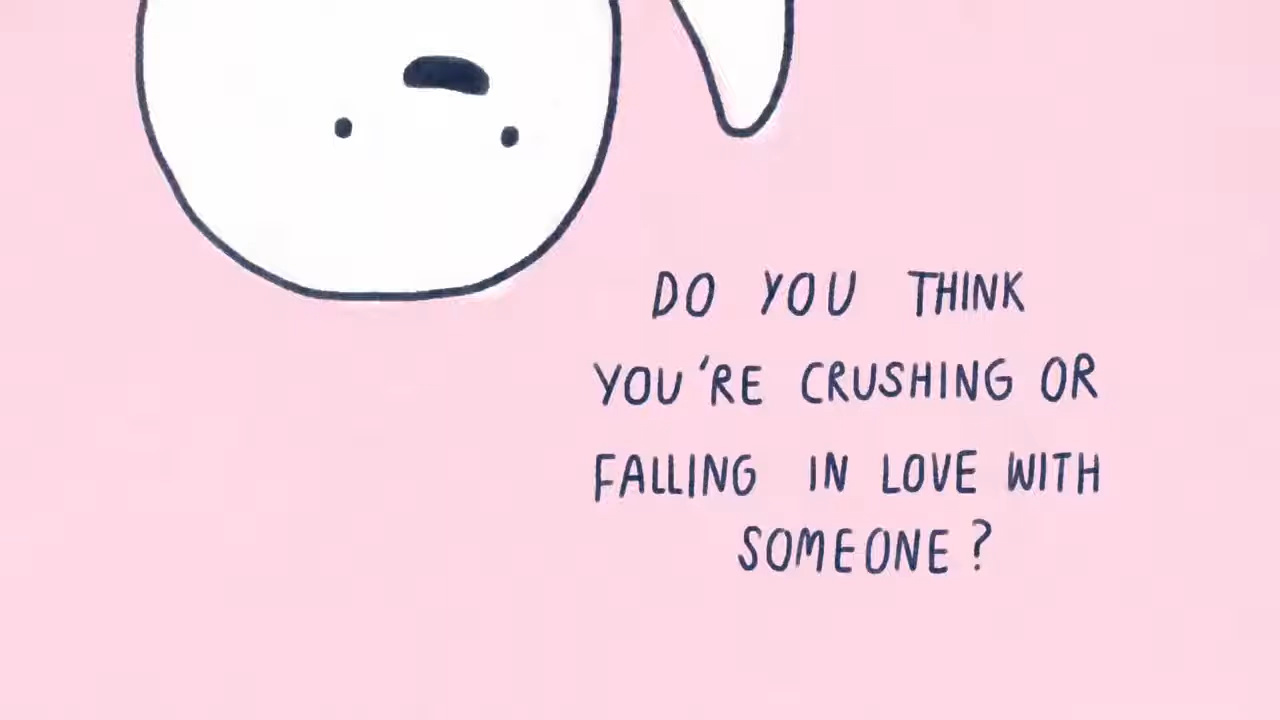 DO YOU THINK
YOU'RE CRUSHING OR
FALLING IN LOVE WITH
SOMEONE?